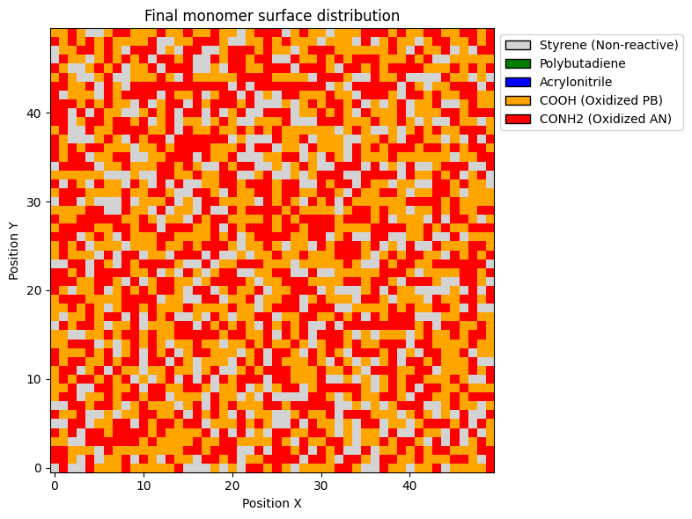 Final monomer surface distribution
Styrene (Non-reactive)
Polybutadiene
Acrylonitrile
COOH (Oxidized PB)
CONH2 (Oxidized AN)
Position Y
40
30
20
10
0
0 10 20 30 40
Position X